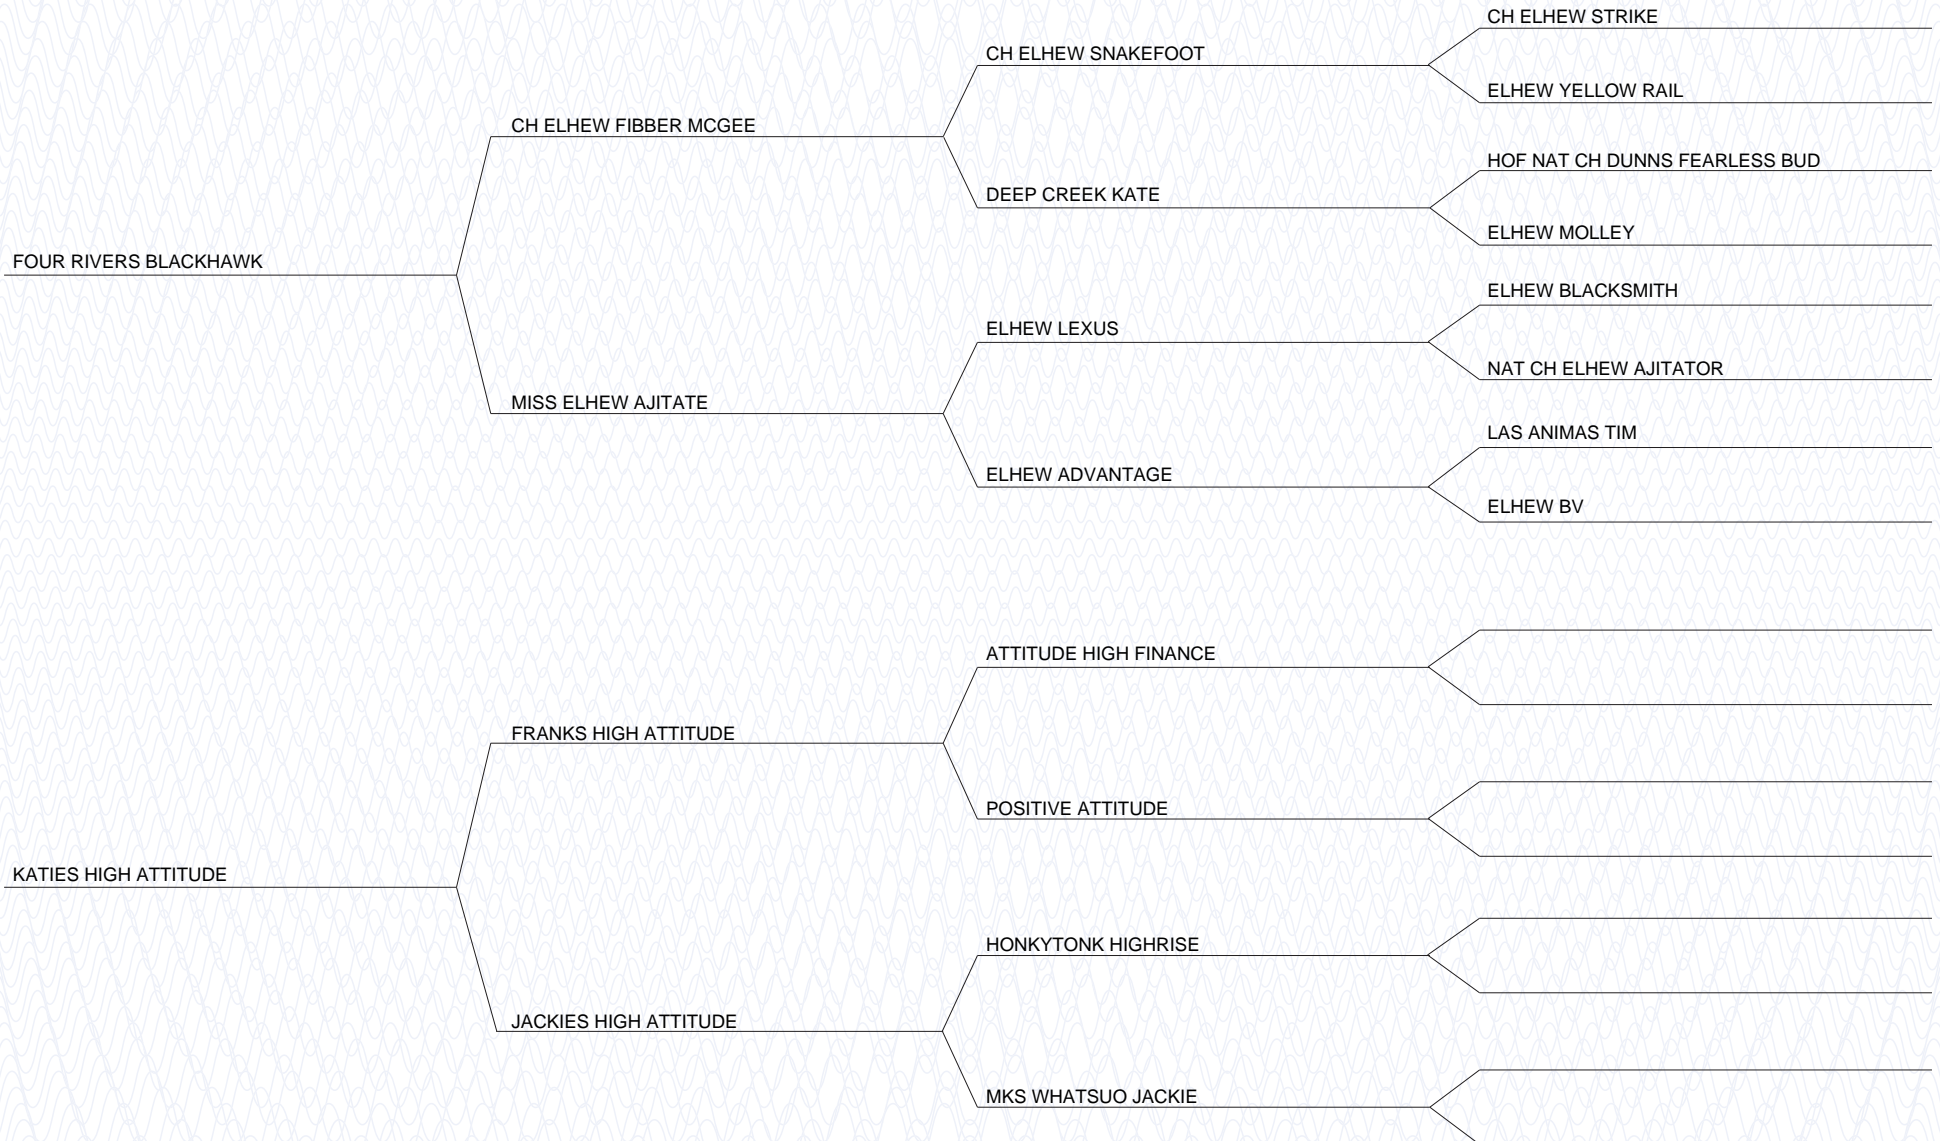 CH ELHEW STRIKE
CH ELHEW SNAKEFOOT
ELHEW YELLOW RAIL
CH ELHEW FIBBER MCGEE
HOF NAT CH DUNNS FEARLESS BUD
DEEP CREEK KATE
ELHEW MOLLEY
FOUR RIVERS BLACKHAWK
ELHEW BLACKSMITH
ELHEW LEXUS
NAT CH ELHEW AJITATOR
MISS ELHEW AJITATE
LAS ANIMAS TIM
ELHEW ADVANTAGE
ELHEW BV
ATTITUDE HIGH FINANCE
FRANKS HIGH ATTITUDE
POSITIVE ATTITUDE
KATIES HIGH ATTITUDE
HONKYTONK HIGHRISE
JACKIES HIGH ATTITUDE
MKS WHATSUO JACKIE